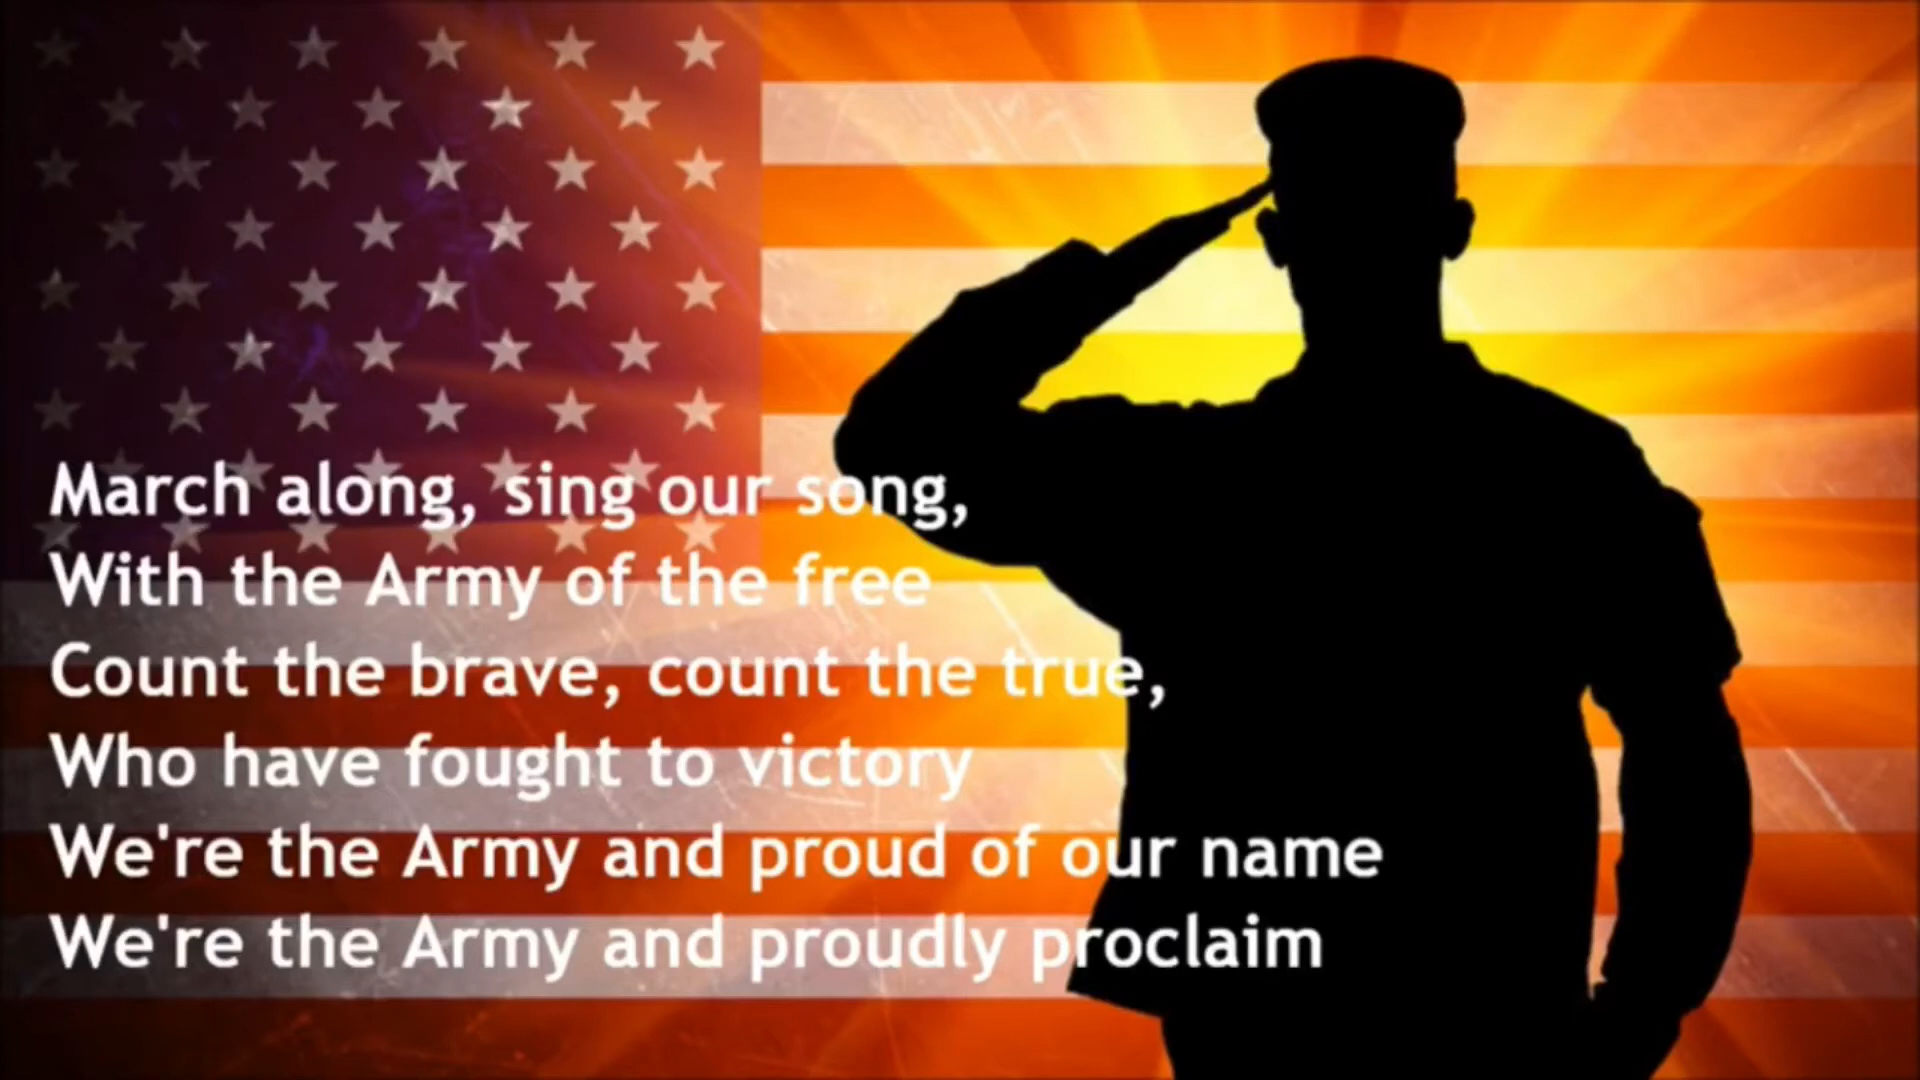 March along, sing our song,
With the Army of the free
Count the brave, count the true,
Who have fought to victory
We're the Army and proud of our name
We're the Army and proudly proclaim